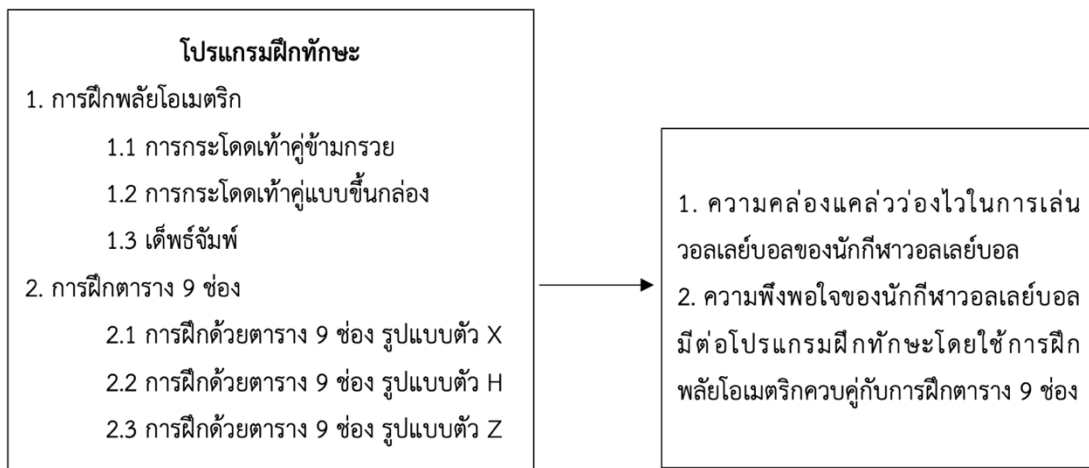 โปรแกรมฝึกทักษะ
1. การฝึกพลัยโอเมตริก
1.1 การกระโดดเท้าคู่ข้ามกรวย
1.2 การกระโดดเท้าคู่แบบขึ้นกล่อง
1.3 เด็พธ์จัมพ์
2. การฝึกตาราง 9 ช่อง
2.1 การฝึกด้วยตาราง 9 ช่อง รูปแบบตัว X
2.2 การฝึกด้วยตาราง 9 ช่อง รูปแบบตัว H
2.3 การฝึกด้วยตาราง 9 ช่อง รูปแบบตัว Z
1. ความคล่องแคล่วว่องไวในการเล่น
วอลเลย์บอลของนักกีฬาวอลเลย์บอล
2. ความพึงพอใจของนักกีฬาวอลเลย์บอล
มีต่อโปรแกรมฝึกทักษะโดยใช้การฝึก
พลัยโอเมตริกควบคู่กับการฝึกตาราง 9 ช่อง